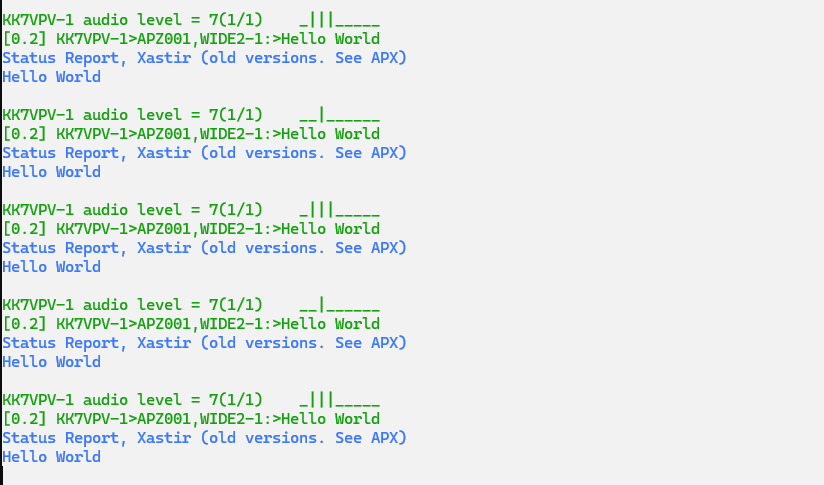 KK7VPV-1 audio level = 7(1/1)    _|||_____
[0.2] KK7VPV-1>APZ001,WIDE2-1:>Hello World
Status Report, Xastir (old versions. See APX)
Hello World
KK7VPV-1 audio level = 7(1/1)    __|______
[0.2] KK7VPV-1>APZ001,WIDE2-1:>Hello World
Status Report, Xastir (old versions. See APX)
Hello World
KK7VPV-1 audio level = 7(1/1)    _|||_____
[0.2] KK7VPV-1>APZ001,WIDE2-1:>Hello World
Status Report, Xastir (old versions. See APX)
Hello World
KK7VPV-1 audio level = 7(1/1)    __|______
[0.2] KK7VPV-1>APZ001,WIDE2-1:>Hello World
Status Report, Xastir (old versions. See APX)
Hello World
KK7VPV-1 audio level = 7(1/1)    _|||_____
[0.2] KK7VPV-1>APZ001,WIDE2-1:>Hello World
Status Report, Xastir (old versions. See APX)
Hello World